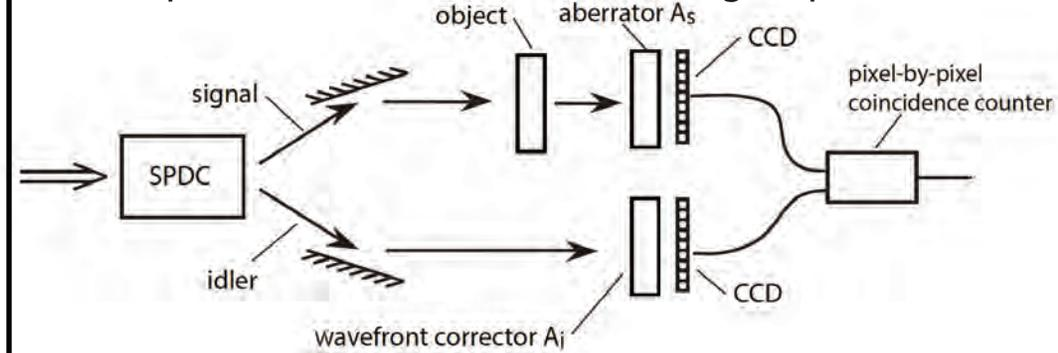 object
aberrator As
CCD
signal
pixel-by-pixel
coincidence counter
SPDC
idler
CCD
wavefront corrector Ai